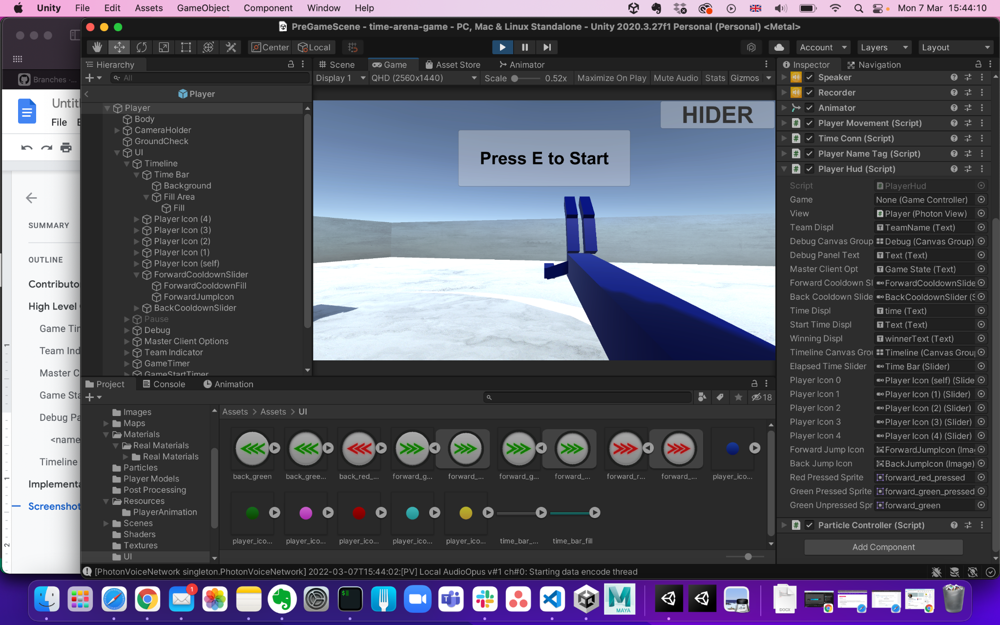 Unity File Edit Assets GameObject Component Window Help Mon 7 Mar 15:44:10
PreGameScene - time-arena-game - PC, Mac & Linux Standalone - Unity 2020.3.27f1 Personal (Personal) <Metal>
Center Local Account Layers Layout
Branches ·...
File
SUMMARY
OUTLINE
Game Tim
Team Ind
Master C
Game Sta
Debug Pa
<name
Timeline
Hierarchy
All
Player
Player
Body
CameraHolder
GroundCheck
UI
Timeline
Time Bar
Background
Fill Area
Fill
Player Icon (4)
Player Icon (3)
Player Icon (2)
Player Icon (1)
Player Icon (self)
ForwardCooldownSlider
ForwardCooldownFill
ForwardJumpIcon
BackCooldownSlider
Pause
Debug
Master Client Options
Team Indicator
GameTimer
GameStartTimer
Scene Game Asset Store Animator
Display 1 QHD (2560x1440) Scale 0.52x Maximize On Play Mute Audio Stats Gizmos
HIDER
Press E to Start
Inspector Navigation
Speaker
Recorder
Animator
Player Movement (Script)
Time Conn (Script)
Player Name Tag (Script)
Player Hud (Script)
Script PlayerHud
Game None (Game Controller)
View Player (Photon View)
Team Displ TeamName (Text)
Debug Canvas Group Debug (Canvas Group)
Debug Panel Text Text (Text)
Master Client Opt Game State (Text)
Forward Cooldown Sl ForwardCooldownSlide
Back Cooldown Slide BackCooldownSlider (S
Time Displ time (Text)
Start Time Displ Text (Text)
Winning Displ winnerText (Text)
Timeline Canvas Grou Timeline (Canvas Group
Elapsed Time Slider Time Bar (Slider)
Player Icon 0 Player Icon (self) (Slide
Player Icon 1 Player Icon (1) (Slider)
Player Icon 2 Player Icon (2) (Slider)
Player Icon 3 Player Icon (3) (Slider)
Player Icon 4 Player Icon (4) (Slider)
Forward Jump Icon ForwardJumpIcon (Imag
Back Jump Icon BackJumpIcon (Image)
Red Pressed Sprite forward_red_pressed
Green Pressed Sprite forward_green_pressed
Green Unpressed Spr forward_green
Particle Controller (Script)
Add Component
Project Console Animation
18
Images
Maps
Materials
Real Materials
Real Materials
Particles
Player Models
Post Processing
Resources
PlayerAnimation
Scenes
Shaders
Textures
UI
Assets > Assets > UI
back_green back_gree... back_red_... forward_g... forward_... forward_g... forward_... forward_r... forward_... player_ico...
player_ico... player_ico... player_ico... player_ico... player_ico... time_bar_... time_bar_fill
[PhotonVoiceNetwork singleton.PhotonVoiceNetwork] 2022-03-07T15:44:02:[PV] Local AudioOpus v#1 ch#0: Starting data encode thread
1
MAYA
DOCX